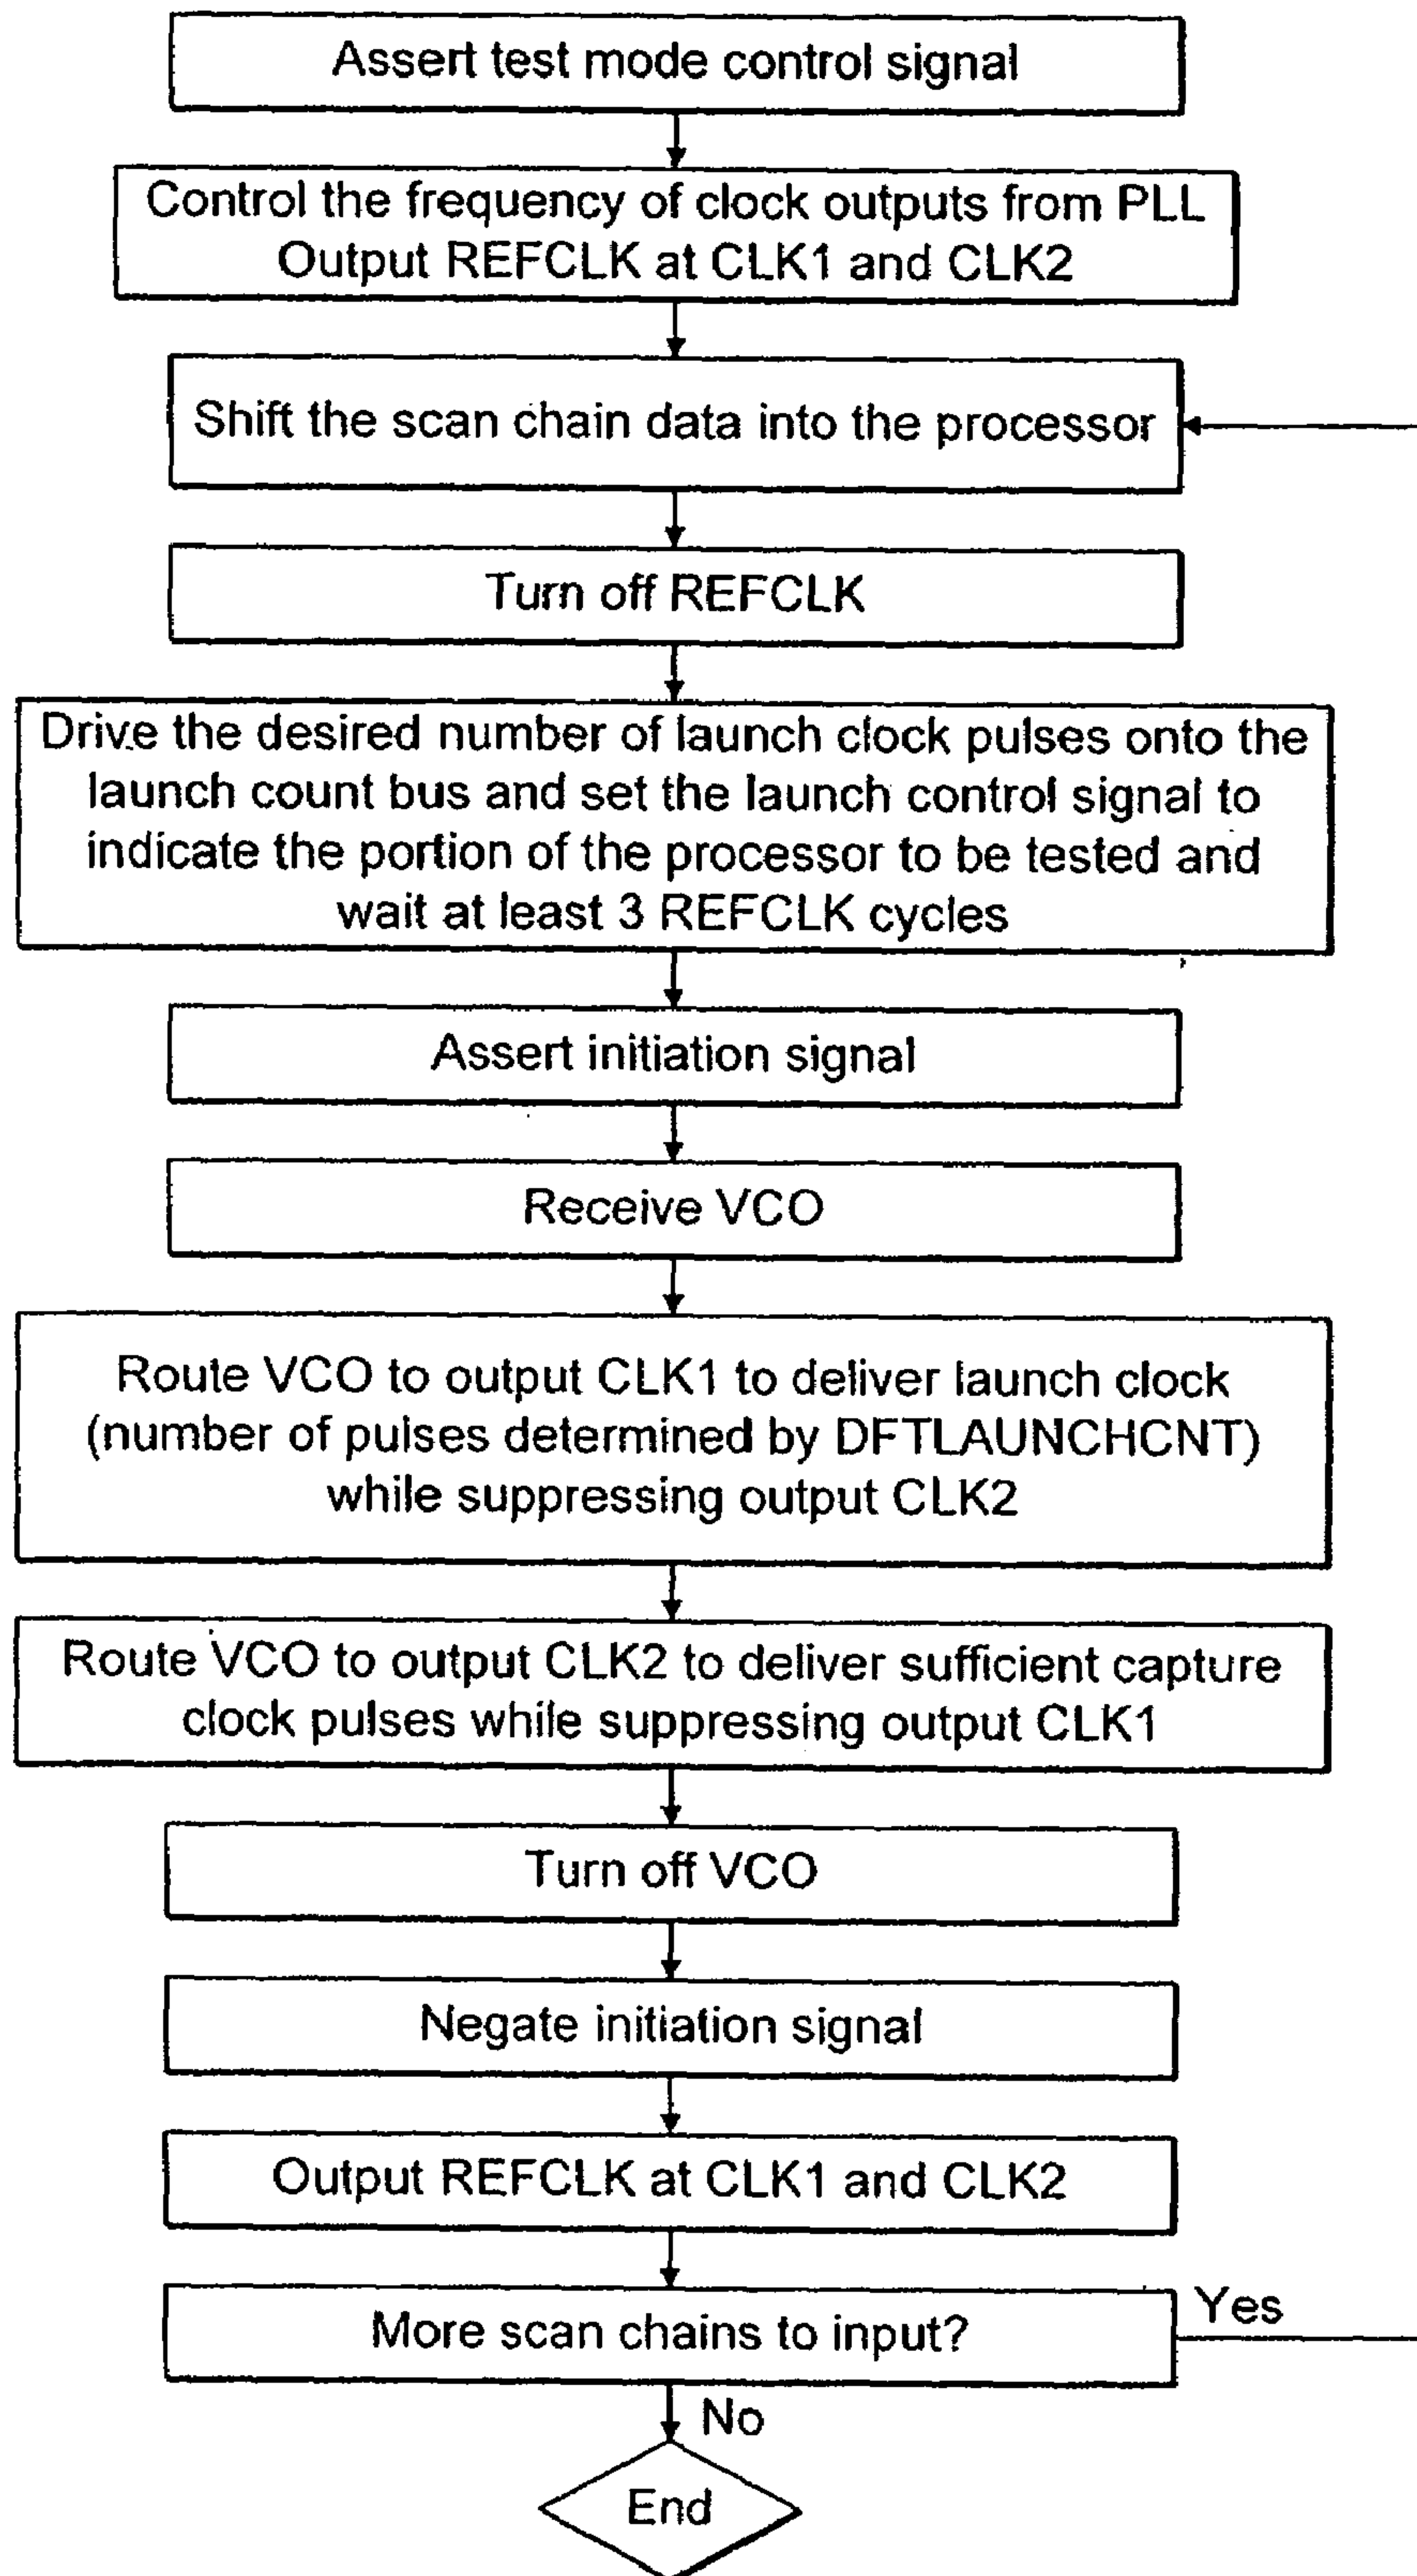 Assert test mode control signal
Control the frequency of clock outputs from PLL
Output REFCLK at CLK1 and CLK2
Shift the scan chain data into the processor
Turn off REFCLK
Drive the desired number of launch clock pulses onto the
launch count bus and set the launch control signal to
indicate the portion of the processor to be tested and
wait at least 3 REFCLK cycles
Assert initiation signal
Receive VCO
Route VCO to output CLK1 to deliver launch clock
(number of pulses determined by DFTLAUNCHCNT)
while suppressing output CLK2
Route VCO to output CLK2 to deliver sufficient capture
clock pulses while suppressing output CLK1
Turn off VCO
Negate initiation signal
Output REFCLK at CLK1 and CLK2
More scan chains to input?
Yes
No
End